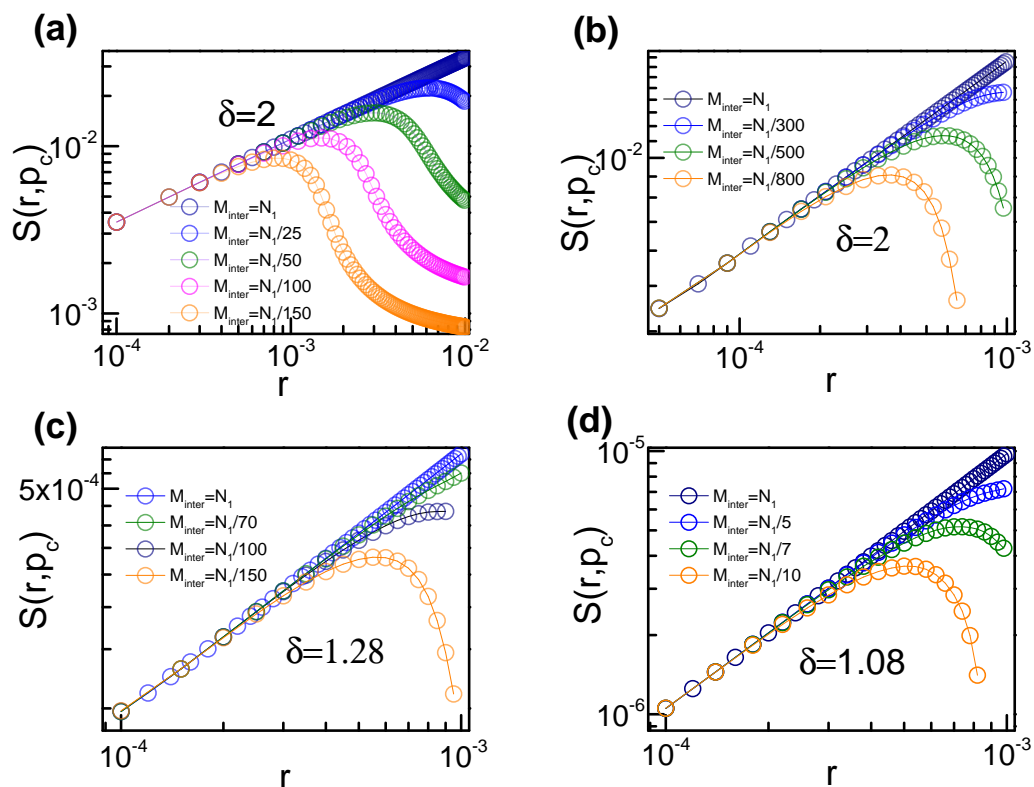 (a)
S(r,p_c)
10^-2
10^-3
δ=2
M_inter=N_1
M_inter=N_1/25
M_inter=N_1/50
M_inter=N_1/100
M_inter=N_1/150
10^-4
10^-3
10^-2
r
(b)
S(r,p_c)
10^-2
M_inter=N_1
M_inter=N_1/300
M_inter=N_1/500
M_inter=N_1/800
δ=2
10^-4
10^-3
r
(c)
S(r,p_c)
5x10^-4
M_inter=N_1
M_inter=N_1/70
M_inter=N_1/100
M_inter=N_1/150
δ=1.28
10^-4
10^-3
r
(d)
S(r,p_c)
10^-5
10^-6
M_inter=N_1
M_inter=N_1/5
M_inter=N_1/7
M_inter=N_1/10
δ=1.08
10^-4
10^-3
r